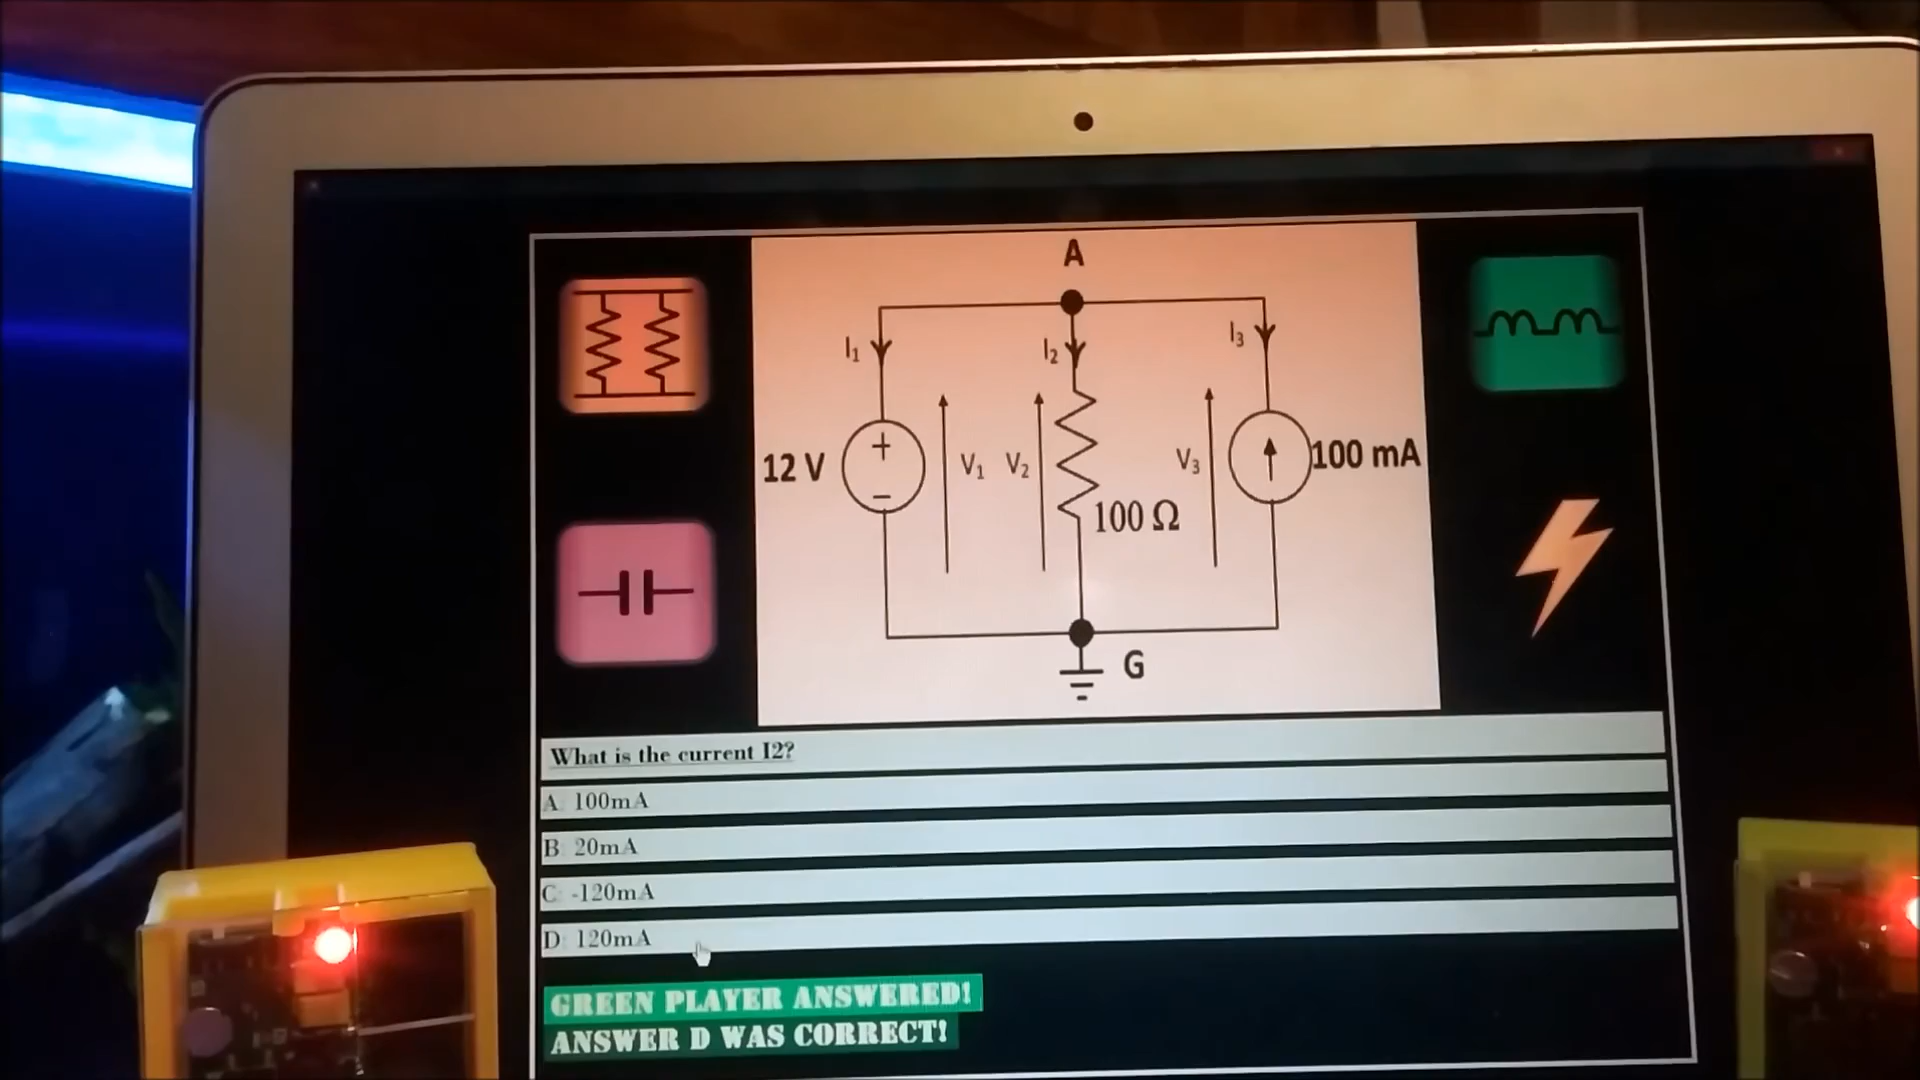 A
I₁
I₂
I₃
12 V
+
−
V₁
V₂
100 Ω
V₃
100 mA
G
What is the current I2?
A: 100mA
B: 20mA
C: -120mA
D: 120mA
GREEN PLAYER ANSWERED!
ANSWER D WAS CORRECT!